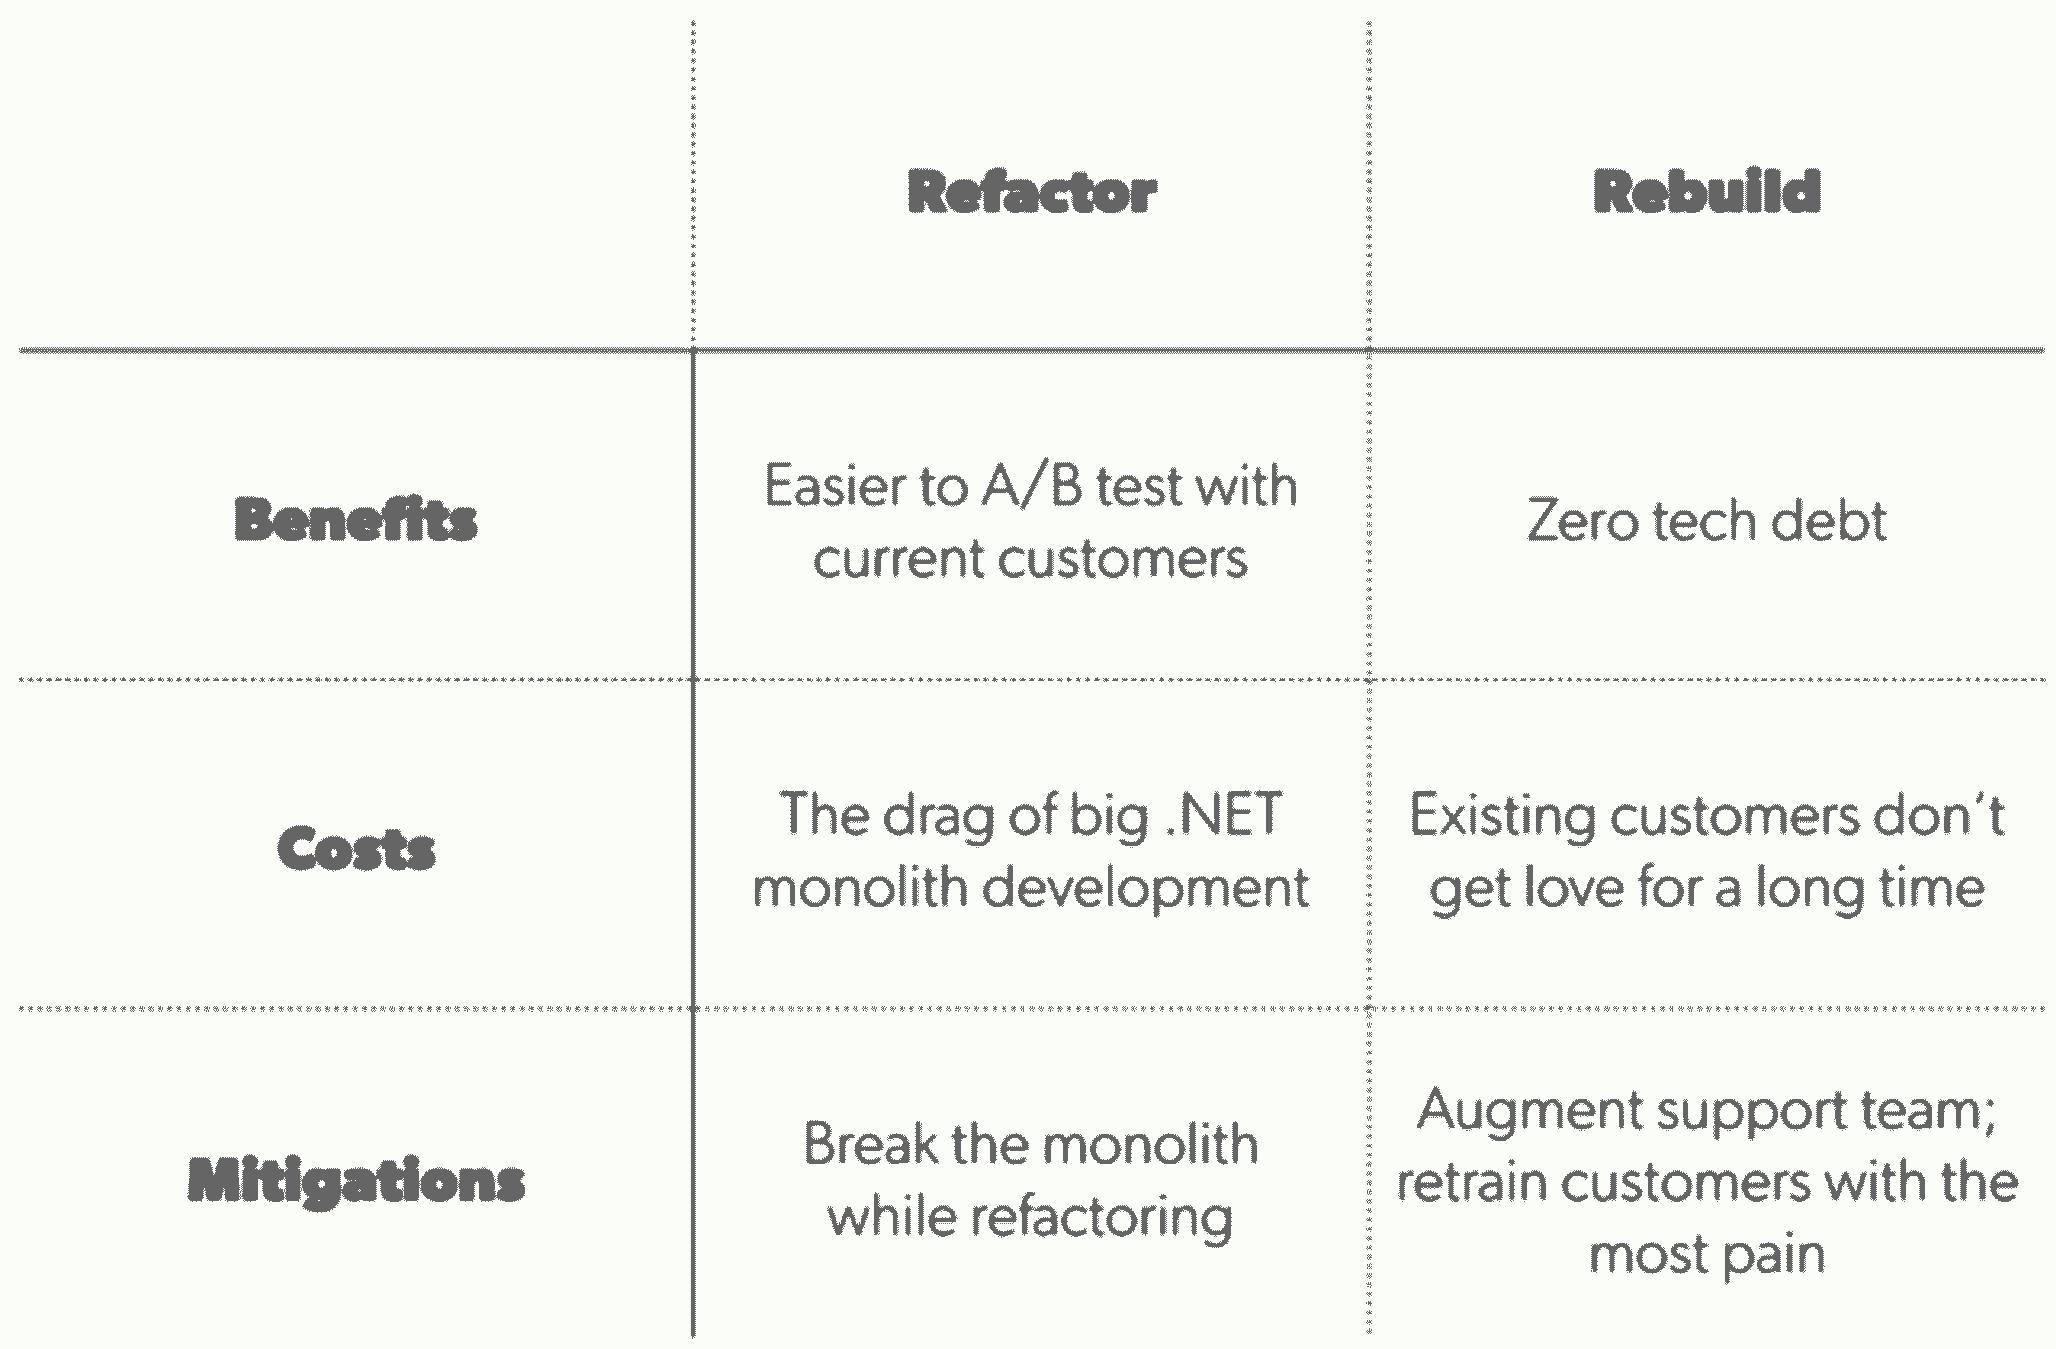 Refactor
Rebuild
Benefits
Easier to A/B test with
current customers
Zero tech debt
Costs
The drag of big .NET
monolith development
Existing customers don't
get love for a long time
Mitigations
Break the monolith
while refactoring
Augment support team;
retrain customers with the
most pain